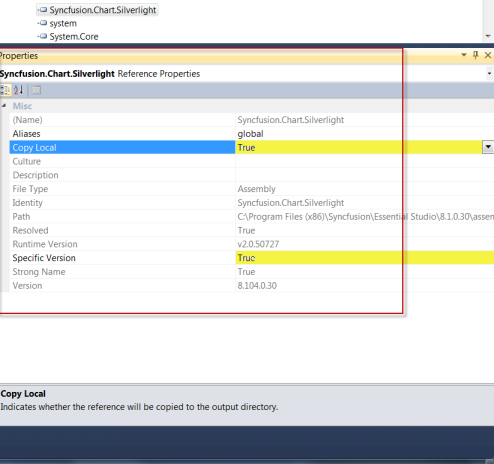 Syncfusion.Chart.Silverlight
system
System.Core
Properties
Syncfusion.Chart.Silverlight Reference Properties
Misc
(Name) Syncfusion.Chart.Silverlight
Aliases global
Copy Local True
Culture
Description
File Type Assembly
Identity Syncfusion.Chart.Silverlight
Path C:\Program Files (x86)\Syncfusion\Essential Studio\8.1.0.30\assem
Resolved True
Runtime Version v2.0.50727
Specific Version True
Strong Name True
Version 8.104.0.30
Copy Local
Indicates whether the reference will be copied to the output directory.